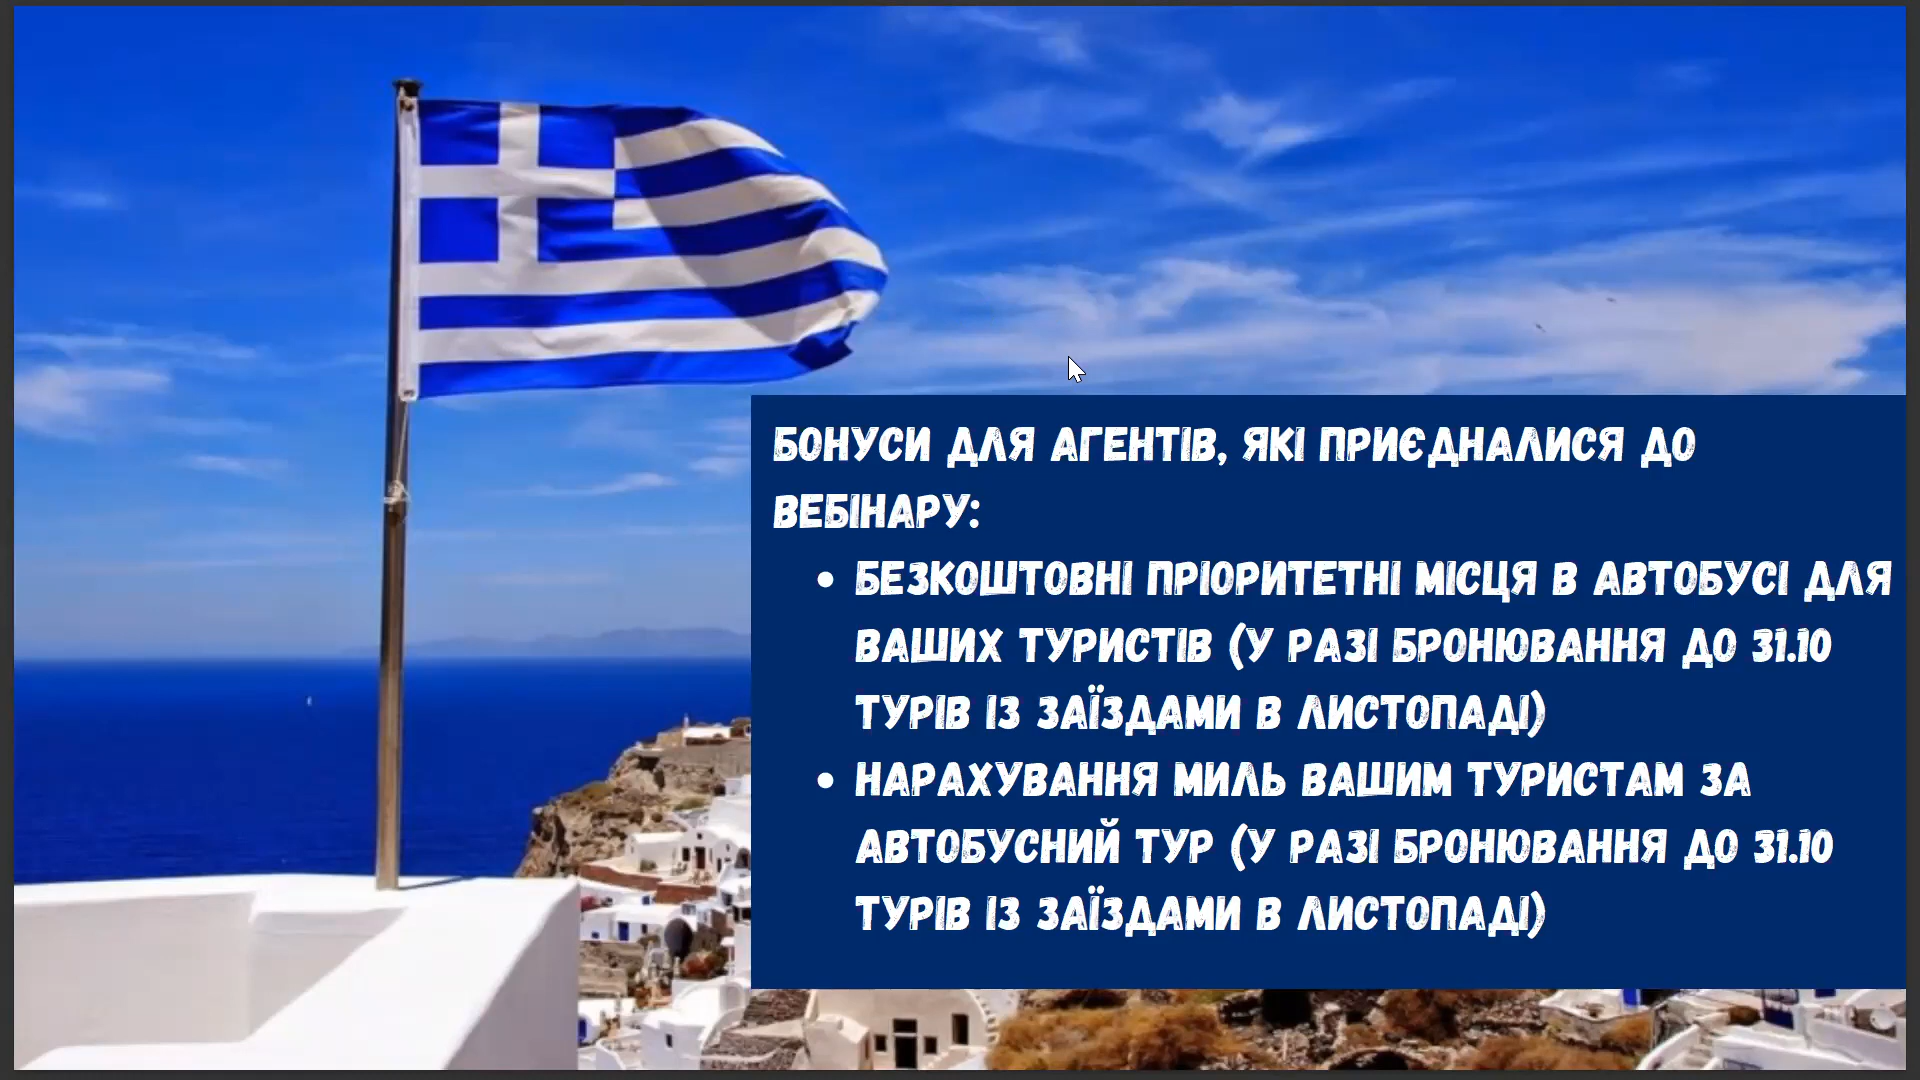 БОНУСИ ДЛЯ АГЕНТІВ, ЯКІ ПРИЄДНАЛИСЯ ДО
ВЕБІНАРУ:
• БЕЗКОШТОВНІ ПРІОРИТЕТНІ МІСЦЯ В АВТОБУСІ ДЛЯ
ВАШИХ ТУРИСТІВ (У РАЗІ БРОНЮВАННЯ ДО 31.10
ТУРІВ ІЗ ЗАЇЗДАМИ В ЛИСТОПАДІ)
• НАРАХУВАННЯ МИЛЬ ВАШИМ ТУРИСТАМ ЗА
АВТОБУСНИЙ ТУР (У РАЗІ БРОНЮВАННЯ ДО 31.10
ТУРІВ ІЗ ЗАЇЗДАМИ В ЛИСТОПАДІ)